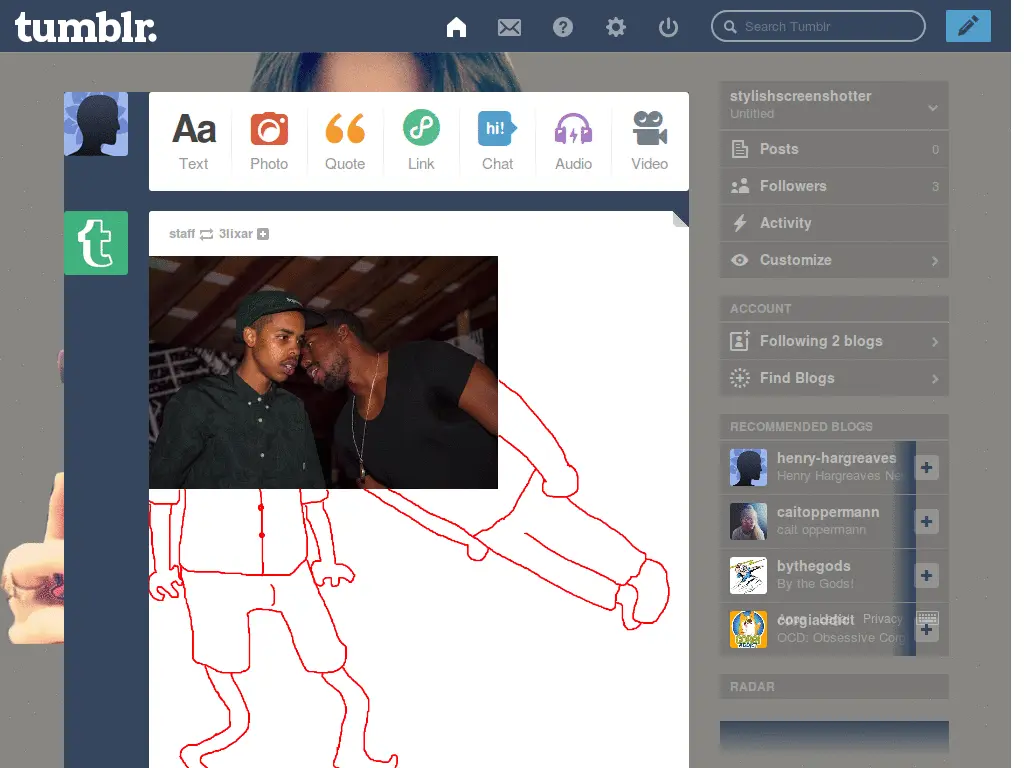 tumblr.
Search Tumblr
Aa
hi!
Text
Photo
Quote
Link
Chat
Audio
Video
t
staff 3lixar
stylishscreenshotter
Untitled
Posts 0
Followers 3
Activity
Customize
ACCOUNT
Following 2 blogs
Find Blogs
RECOMMENDED BLOGS
henry-hargreaves
Henry Hargreaves Ne
caitoppermann
cait oppermann
bythegods
By the Gods!
corgiaddict
Privacy
OCD: Obsessive Corg
RADAR